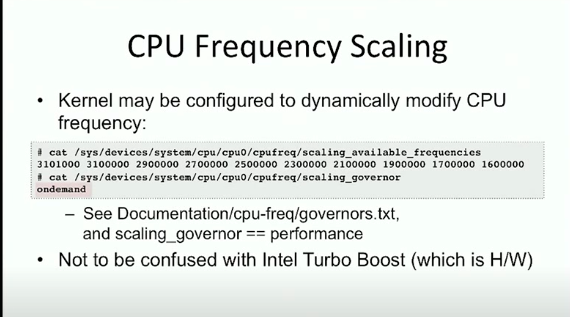 CPU Frequency Scaling
• Kernel may be configured to dynamically modify CPU
frequency:
# cat /sys/devices/system/cpu/cpu0/cpufreq/scaling_available_frequencies
3101000 3100000 2900000 2700000 2500000 2300000 2100000 1900000 1700000 1600000
# cat /sys/devices/system/cpu/cpu0/cpufreq/scaling_governor
ondemand
– See Documentation/cpu-freq/governors.txt,
and scaling_governor == performance
• Not to be confused with Intel Turbo Boost (which is H/W)